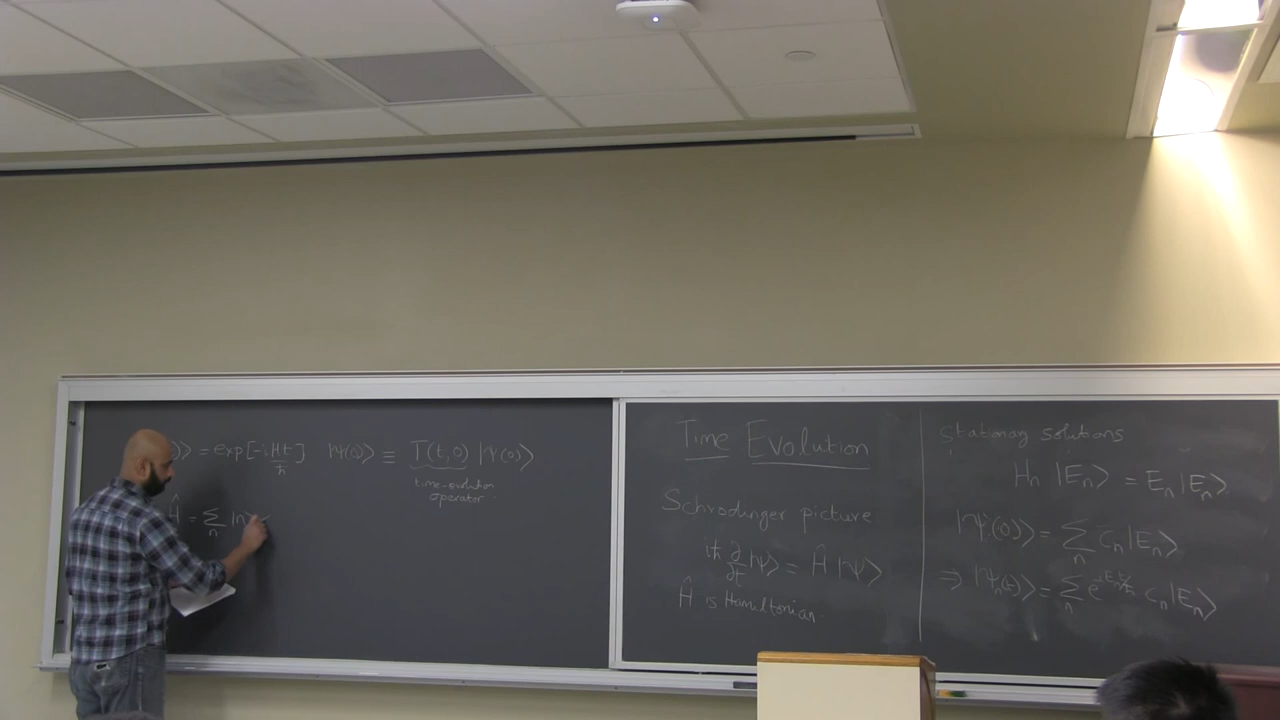 ⟩ = exp[-iHt/ħ] |ψ(0)⟩ ≡ T(t,0) |ψ(0)⟩
time-evolution
operator
Ĥ = Σ_n |n⟩
Time Evolution
Schrodinger picture
iħ ∂/∂t |ψ⟩ = Ĥ |ψ⟩
Ĥ is Hamiltonian.
Stationary solutions
H_n |E_n⟩ = E_n |E_n⟩
|ψ(0)⟩ = Σ_n c_n |E_n⟩
⇒ |ψ_n(t)⟩ = Σ_n e^{-iE_n t/ħ} c_n |E_n⟩